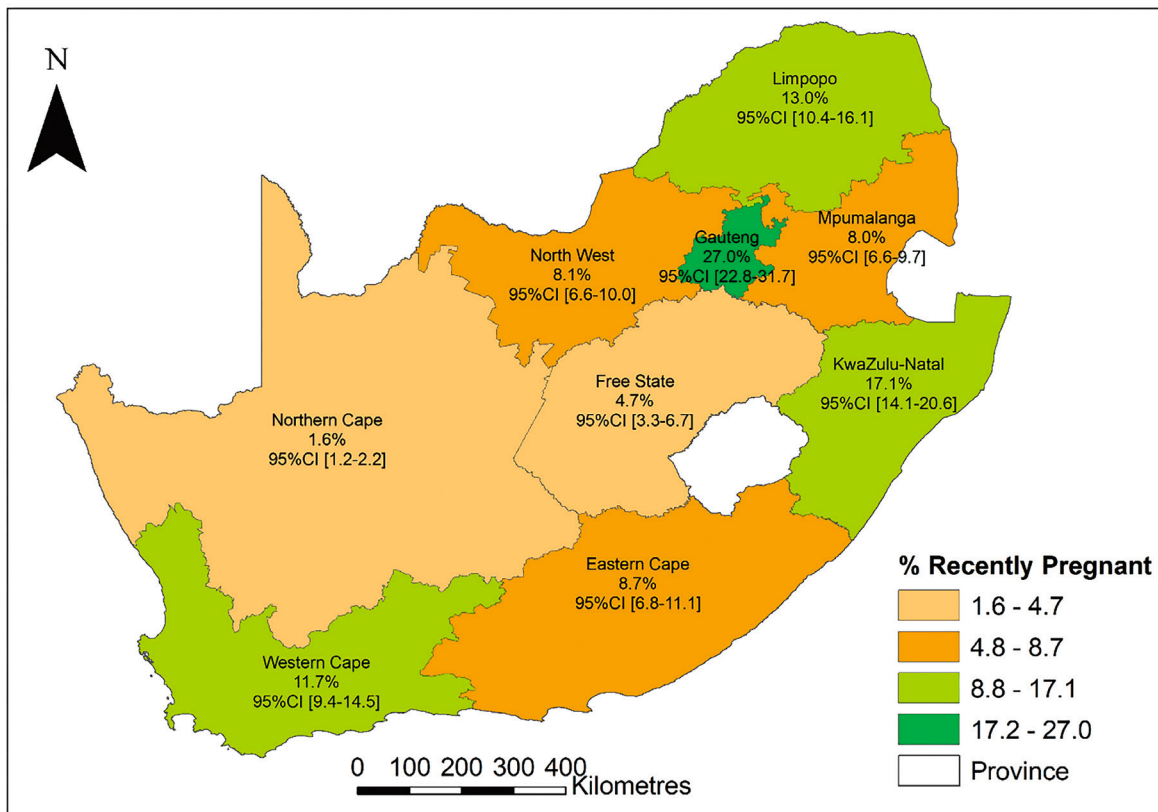 N
Limpopo
13.0%
95%CI [10.4-16.1]
Mpumalanga
8.0%
95%CI [6.6-9.7]
Gauteng
27.0%
95%CI [22.8-31.7]
North West
8.1%
95%CI [6.6-10.0]
KwaZulu-Natal
17.1%
95%CI [14.1-20.6]
Free State
4.7%
95%CI [3.3-6.7]
Northern Cape
1.6%
95%CI [1.2-2.2]
Eastern Cape
8.7%
95%CI [6.8-11.1]
Western Cape
11.7%
95%CI [9.4-14.5]
% Recently Pregnant
1.6 - 4.7
4.8 - 8.7
8.8 - 17.1
17.2 - 27.0
Province
0 100 200 300 400
Kilometres